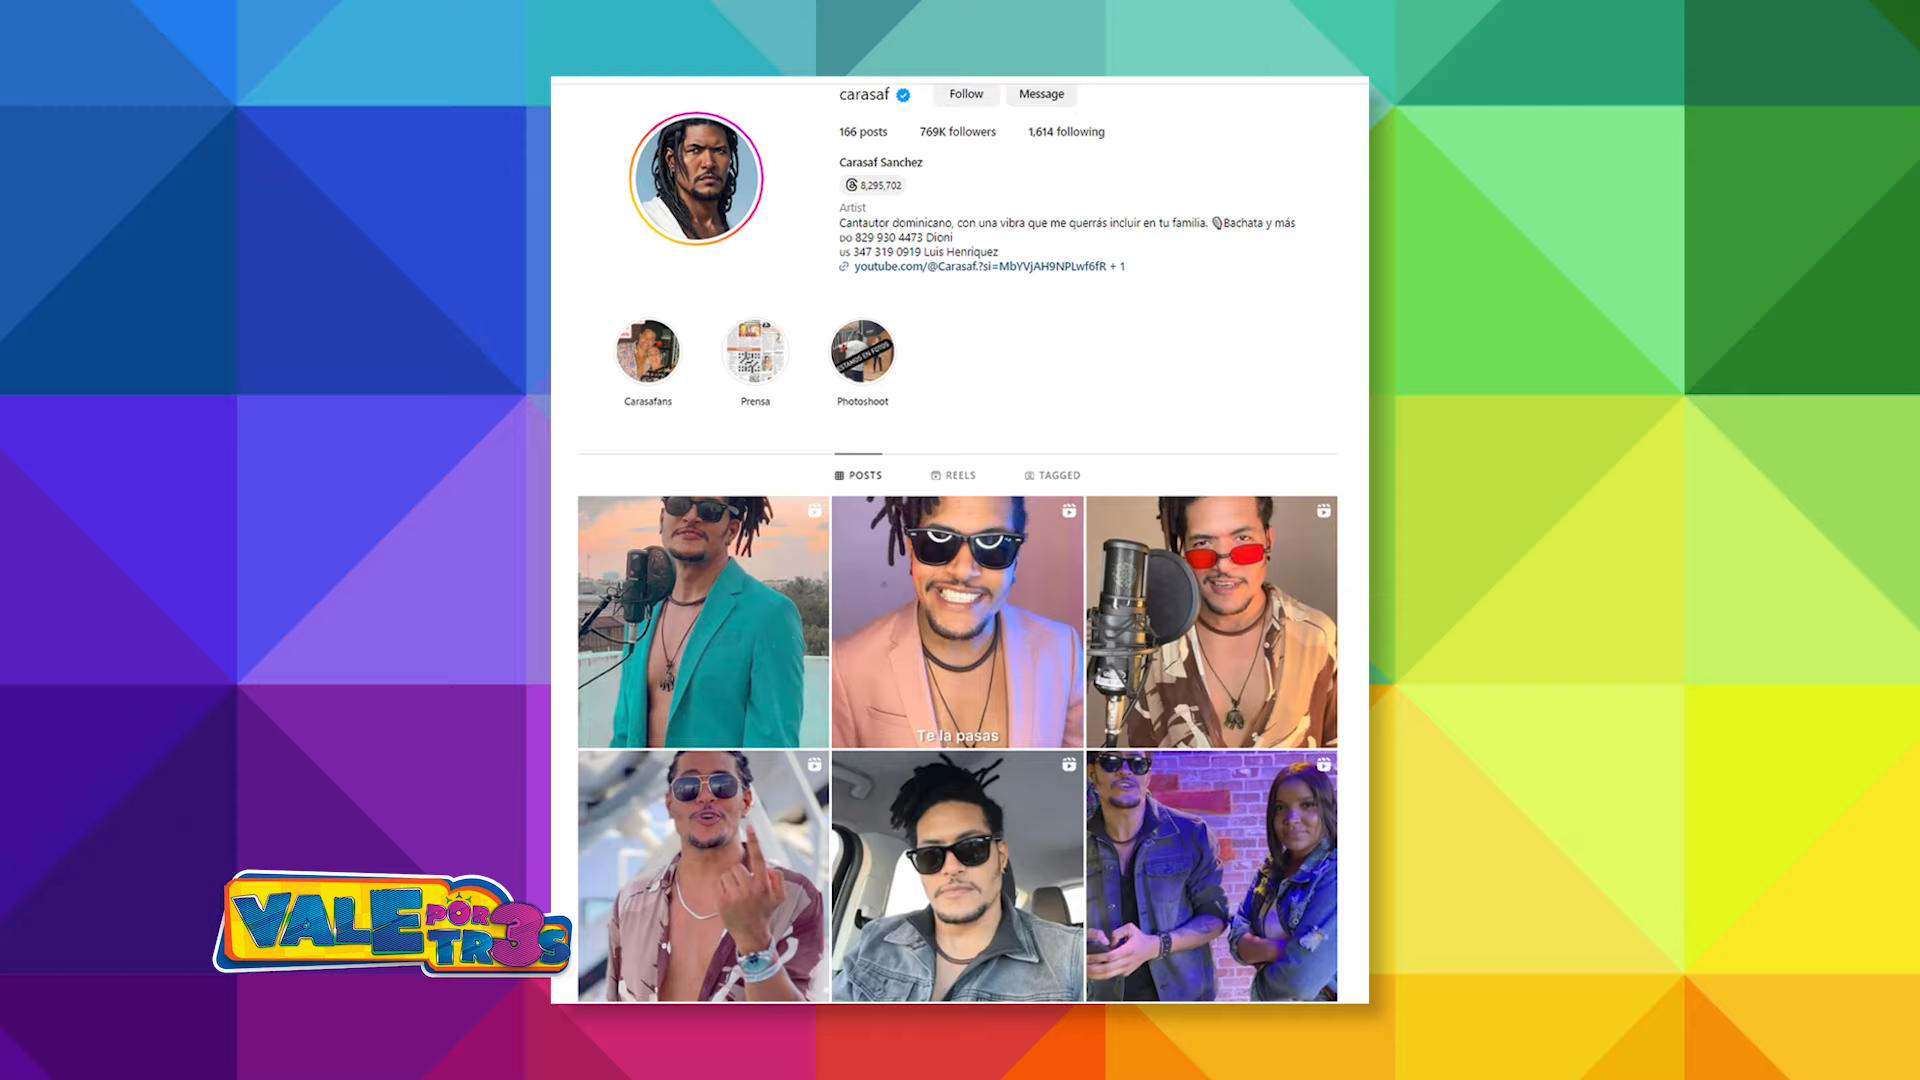 carasaf
Follow
Message
166 posts
769K followers
1,614 following
Carasaf Sanchez
8,295,702
Artist
Cantautor dominicano, con una vibra que me querrás incluir en tu familia. Bachata y más
DO 829 930 4473 Dioni
US 347 319 0919 Luis Henriquez
youtube.com/@Carasaf.?si=MbYVjAH9NPLwf6fR + 1
ESTAMOS EN FOTOS
Carasafans
Prensa
Photoshoot
POSTS
REELS
TAGGED
Te la pasas
VALE POR TR3S